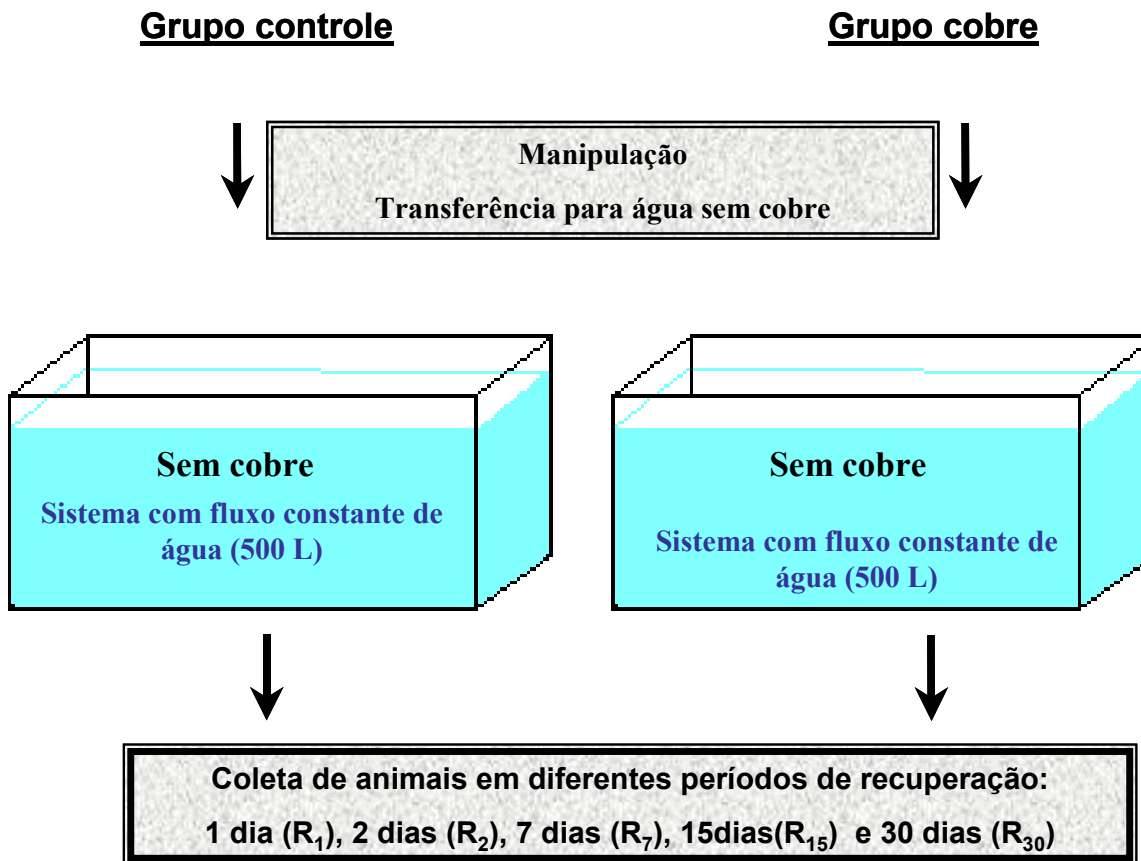 Grupo controle
Grupo cobre
Manipulação
Transferência para água sem cobre
Sem cobre
Sistema com fluxo constante de
água (500 L)
Sem cobre
Sistema com fluxo constante de
água (500 L)
Coleta de animais em diferentes períodos de recuperação:
1 dia (R₁), 2 dias (R₂), 7 dias (R₇), 15dias(R₁₅) e 30 dias (R₃₀)